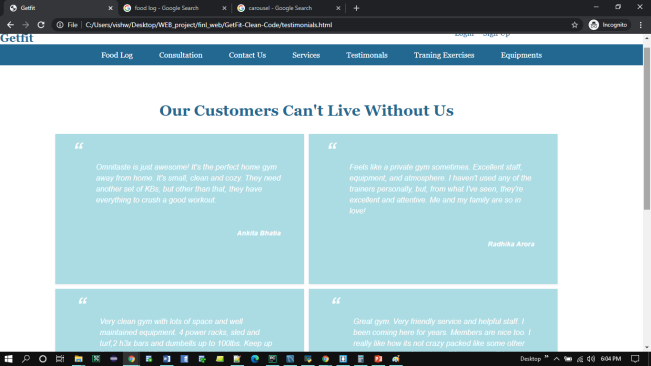 Getfit
food log - Google Search
carousel - Google Search
File | C:/Users/vishw/Desktop/WEB_project/finl_web/GetFit-Clean-Code/testimonials.html
Incognito
Getfit
Login Sign Up
Food Log Consultation Contact Us Services Testimonials Traning Exercises Equipments
Our Customers Can't Live Without Us
“
is just awesome! It's the perfect home gym
away from home. It's small, clean and cozy. They need
another set of KBs, but other than that, they have
everything to crush a good workout.
Ankita Bhatia
“
Feels like a private gym sometimes. Excellent staff,
equipment, and atmosphere. I haven't used any of the
trainers personally, but, from what I've seen, they're
excellent and attentive. Me and my family are so in
love!
Radhika Arora
“
Very clean gym with lots of space and well
maintained equipment. 4 power racks, sled and
turf,2 h3x bars and dumbells up to 100lbs. Keep up
“
Great gym. Very friendly service and helpful staff. I
been coming here for years. Members are nice too. I
really like how its not crazy packed like some other
Desktop
6:04 PM